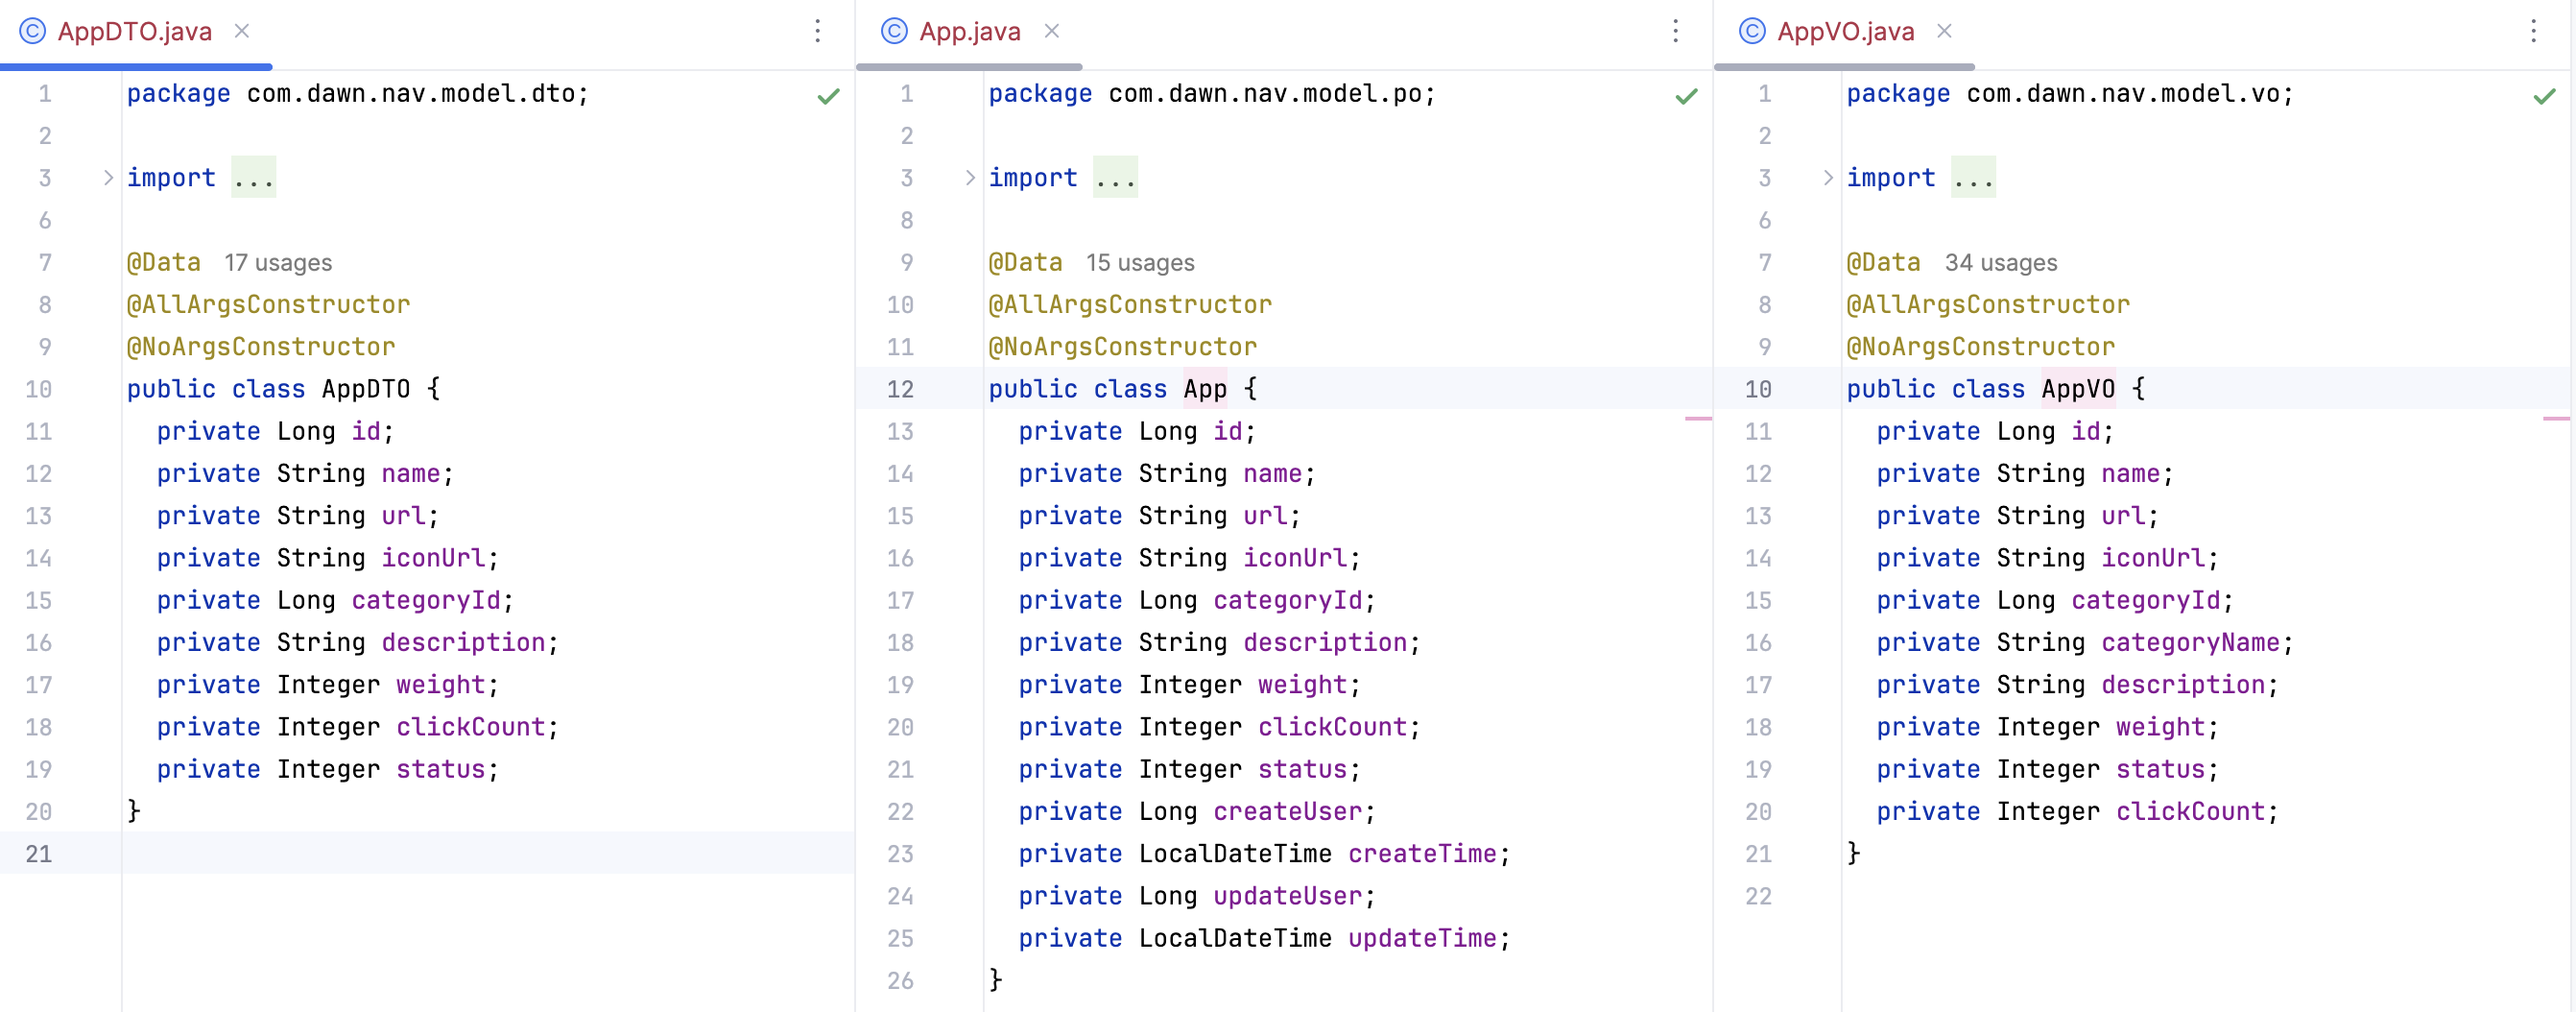 AppDTO.java
1 package com.dawn.nav.model.dto;
2
3 import ...
6
7 @Data 17 usages
8 @AllArgsConstructor
9 @NoArgsConstructor
10 public class AppDTO {
11 private Long id;
12 private String name;
13 private String url;
14 private String iconUrl;
15 private Long categoryId;
16 private String description;
17 private Integer weight;
18 private Integer clickCount;
19 private Integer status;
20 }
21
App.java
1 package com.dawn.nav.model.po;
2
3 import ...
8
9 @Data 15 usages
10 @AllArgsConstructor
11 @NoArgsConstructor
12 public class App {
13 private Long id;
14 private String name;
15 private String url;
16 private String iconUrl;
17 private Long categoryId;
18 private String description;
19 private Integer weight;
20 private Integer clickCount;
21 private Integer status;
22 private Long createUser;
23 private LocalDateTime createTime;
24 private Long updateUser;
25 private LocalDateTime updateTime;
26 }
AppVO.java
1 package com.dawn.nav.model.vo;
2
3 import ...
6
7 @Data 34 usages
8 @AllArgsConstructor
9 @NoArgsConstructor
10 public class AppVO {
11 private Long id;
12 private String name;
13 private String url;
14 private String iconUrl;
15 private Long categoryId;
16 private String categoryName;
17 private String description;
18 private Integer weight;
19 private Integer status;
20 private Integer clickCount;
21 }
22